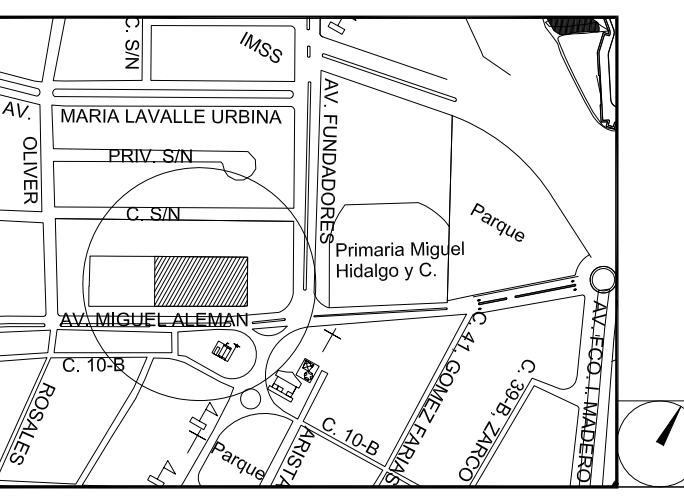 C. S/N
IMSS
AV.
OLIVER
MARIA LAVALLE URBINA
AV. FUNDADORES
PRIV. S/N
C. S/N
Parque
Primaria Miguel
Hidalgo y C.
AV. MIGUEL ALEMAN
C. 10-B
ROSALES
C. 41, GOMEZ FARIAS
C. 39-B, ZARCO
AV. FCO. I. MADERO
C. 10-B
ARISTA
Parque